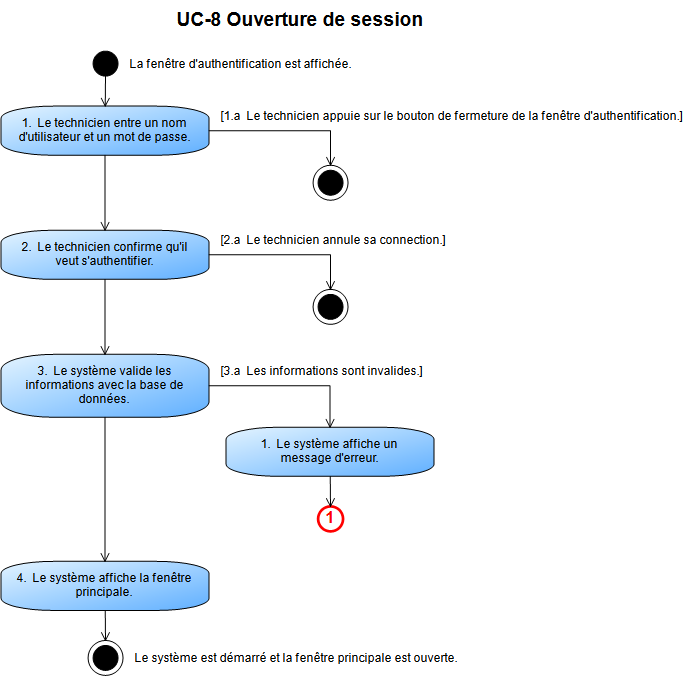 UC-8 Ouverture de session
La fenêtre d'authentification est affichée.
1. Le technicien entre un nom
d'utilisateur et un mot de passe.
[1.a Le technicien appuie sur le bouton de fermeture de la fenêtre d'authentification.]
2. Le technicien confirme qu'il
veut s'authentifier.
[2.a Le technicien annule sa connection.]
3. Le système valide les
informations avec la base de
données.
[3.a Les informations sont invalides.]
1. Le système affiche un
message d'erreur.
1
4. Le système affiche la fenêtre
principale.
Le système est démarré et la fenêtre principale est ouverte.